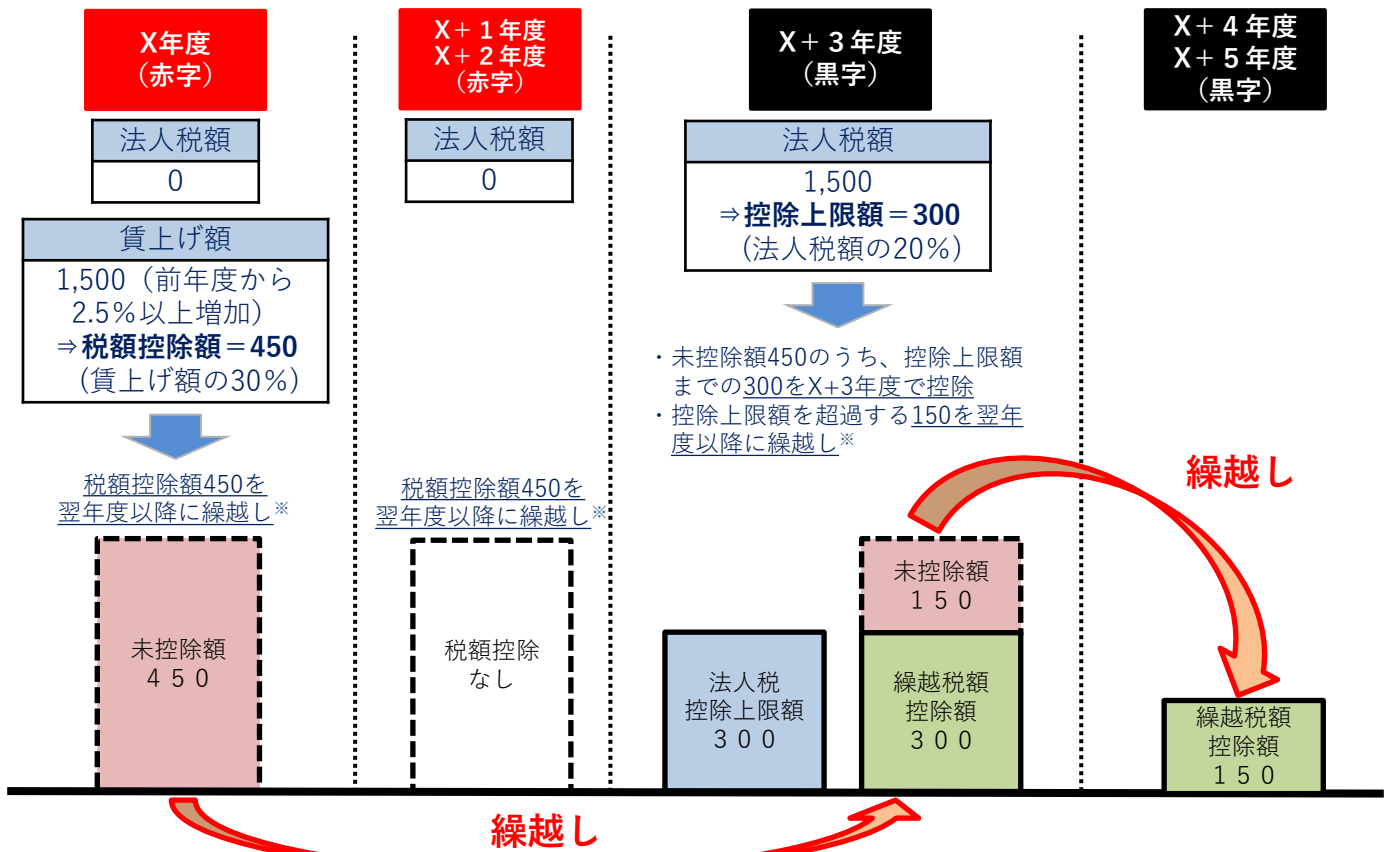 X年度
（赤字）
法人税額
0
賃上げ額
1,500（前年度から
2.5％以上増加）
⇒税額控除額＝450
（賃上げ額の30％）
税額控除額450を
翌年度以降に繰越し※
未控除額
４５０
X＋１年度
X＋２年度
（赤字）
法人税額
0
税額控除額450を
翌年度以降に繰越し※
税額控除
なし
X＋３年度
（黒字）
法人税額
1,500
⇒控除上限額＝300
（法人税額の20％）
・未控除額450のうち、控除上限額
までの300をX+3年度で控除
・控除上限額を超過する150を翌年
度以降に繰越し※
法人税
控除上限額
３００
未控除額
１５０
繰越税額
控除額
３００
X＋４年度
X＋５年度
（黒字）
繰越し
繰越税額
控除額
１５０
繰越し